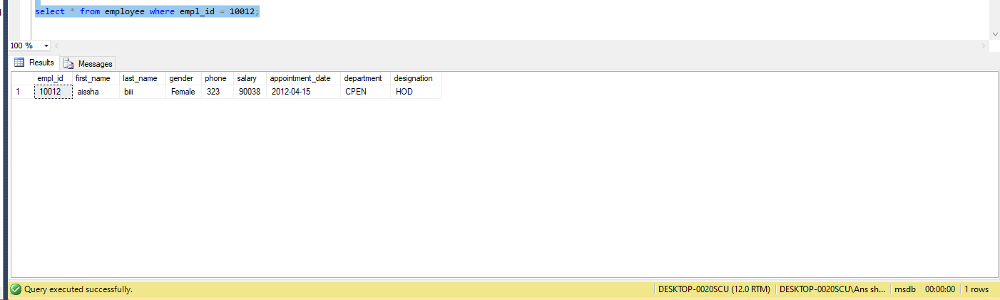 select * from employee where empl_id = 10012;
100 %
Results Messages
empl_id first_name last_name gender phone salary appointment_date department designation
1 10012 aissha biii Female 323 90038 2012-04-15 CPEN HOD
Query executed successfully. DESKTOP-0020SCU (12.0 RTM) DESKTOP-0020SCU\Ans sh... msdb 00:00:00 1 rows